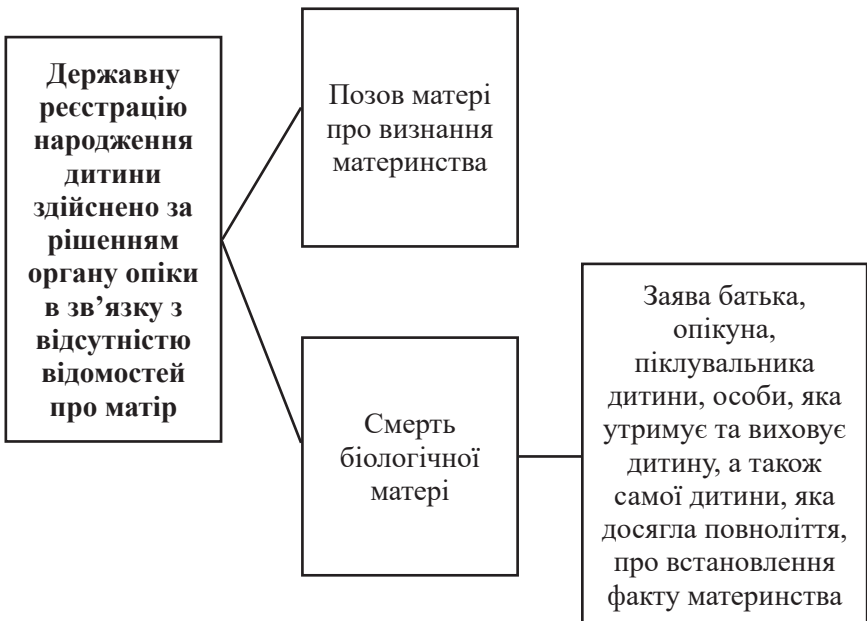 Державну
реєстрацію
народження
дитини
здійснено за
рішенням
органу опіки
в зв’язку з
відсутністю
відомостей
про матір
Позов матері
про визнання
материнства
Смерть
біологічної
матері
Заява батька,
опікуна,
піклувальника
дитини, особи, яка
утримує та виховує
дитину, а також
самої дитини, яка
досягла повноліття,
про встановлення
факту материнства